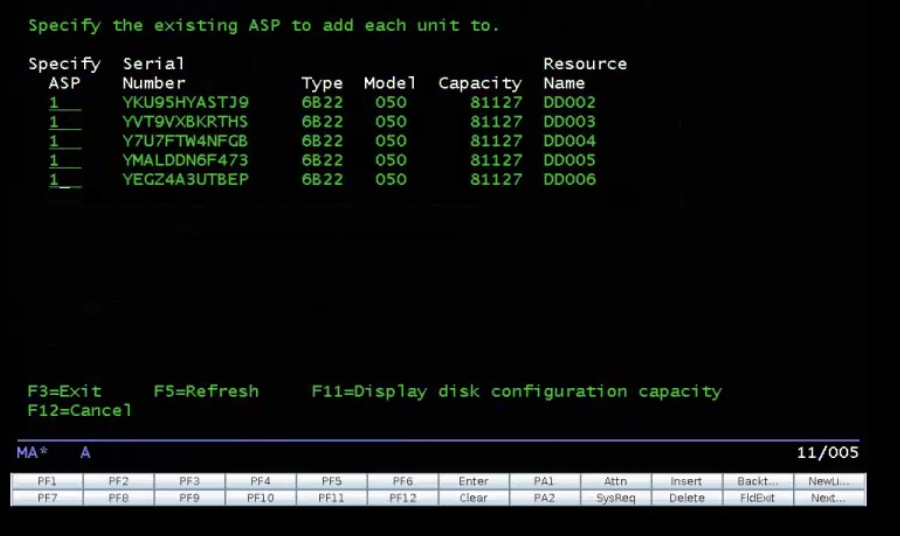 Specify the existing ASP to add each unit to.
Specify Serial Resource
ASP Number Type Model Capacity Name
1 YKU95HYASTJ9 6B22 050 81127 DD002
1 YVT9VXBKRTHS 6B22 050 81127 DD003
1 Y7U7FTW4NFGB 6B22 050 81127 DD004
1 YMALDDN6F473 6B22 050 81127 DD005
1 YEGZ4A3UTBEP 6B22 050 81127 DD006
F3=Exit F5=Refresh F11=Display disk configuration capacity
F12=Cancel
MA* A 11/005
PF1 PF2 PF3 PF4 PF5 PF6 Enter PA1 Attn Insert Backt... NewLi...
PF7 PF8 PF9 PF10 PF11 PF12 Clear PA2 SysReq Delete FldExit Next...